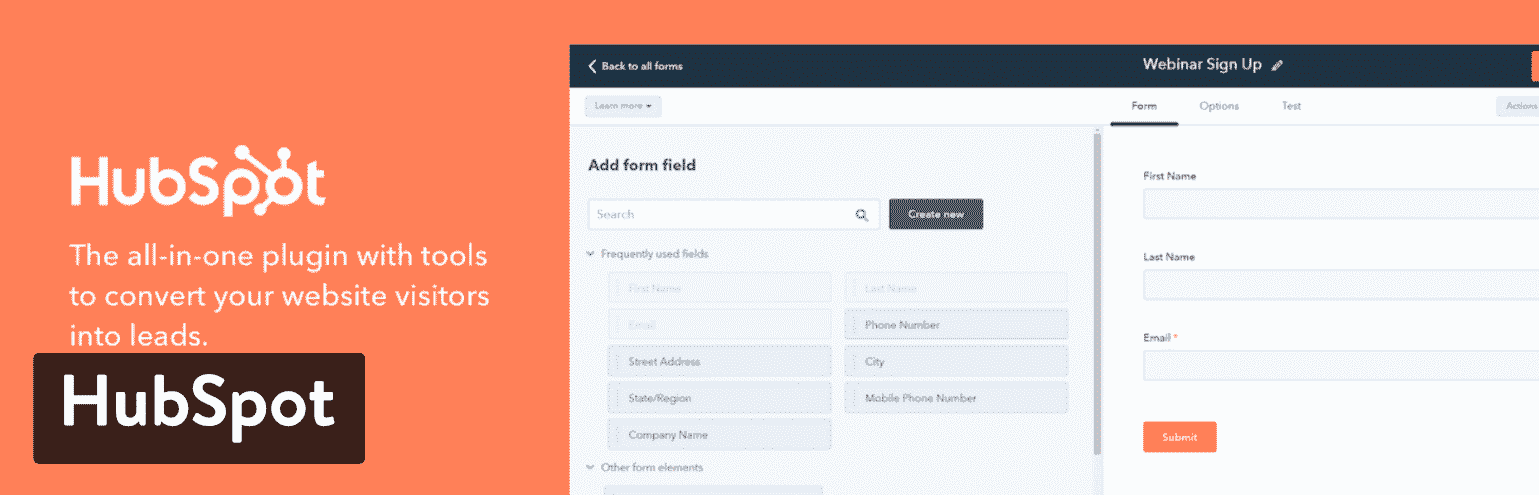 HubSpot
The all-in-one plugin with tools
to convert your website visitors
into leads.
HubSpot
Back to all forms
Webinar Sign Up
Learn more
Form Options Test
Actions
Add form field
Search
Create new
Frequently used fields
First Name Last Name
Email Phone Number
Street Address City
State/Region Mobile Phone Number
Company Name
Other form elements
First Name
Last Name
Email *
Submit